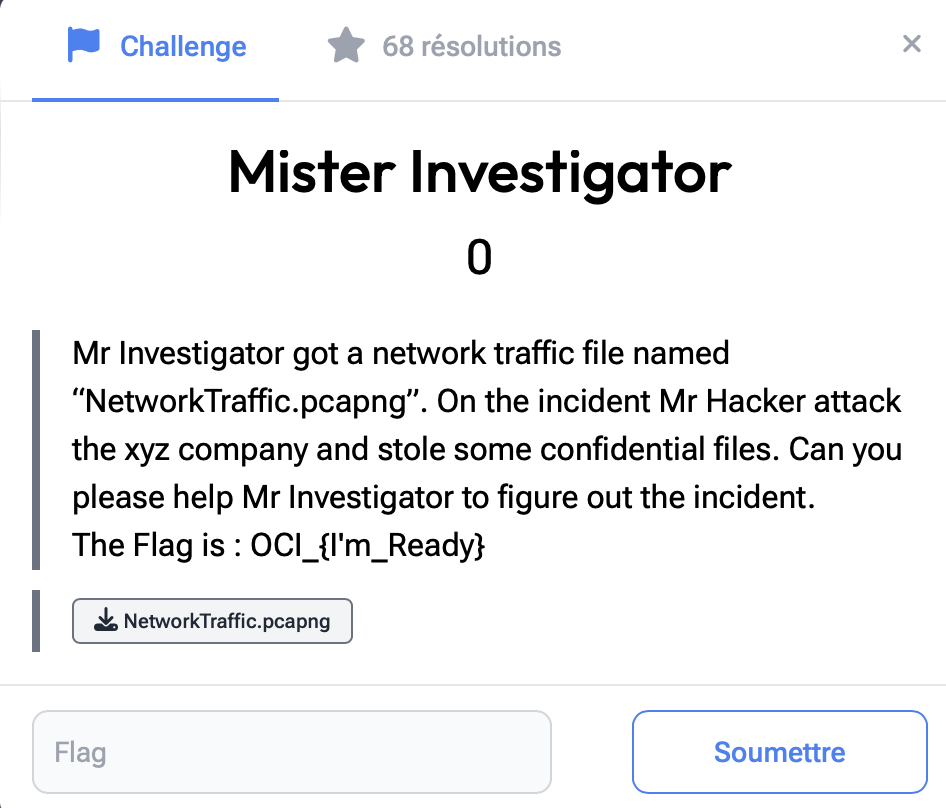 Challenge
68 résolutions
×
Mister Investigator
0
Mr Investigator got a network traffic file named
“NetworkTraffic.pcapng”. On the incident Mr Hacker attack
the xyz company and stole some confidential files. Can you
please help Mr Investigator to figure out the incident.
The Flag is : OCI_{I'm_Ready}
NetworkTraffic.pcapng
Flag
Soumettre